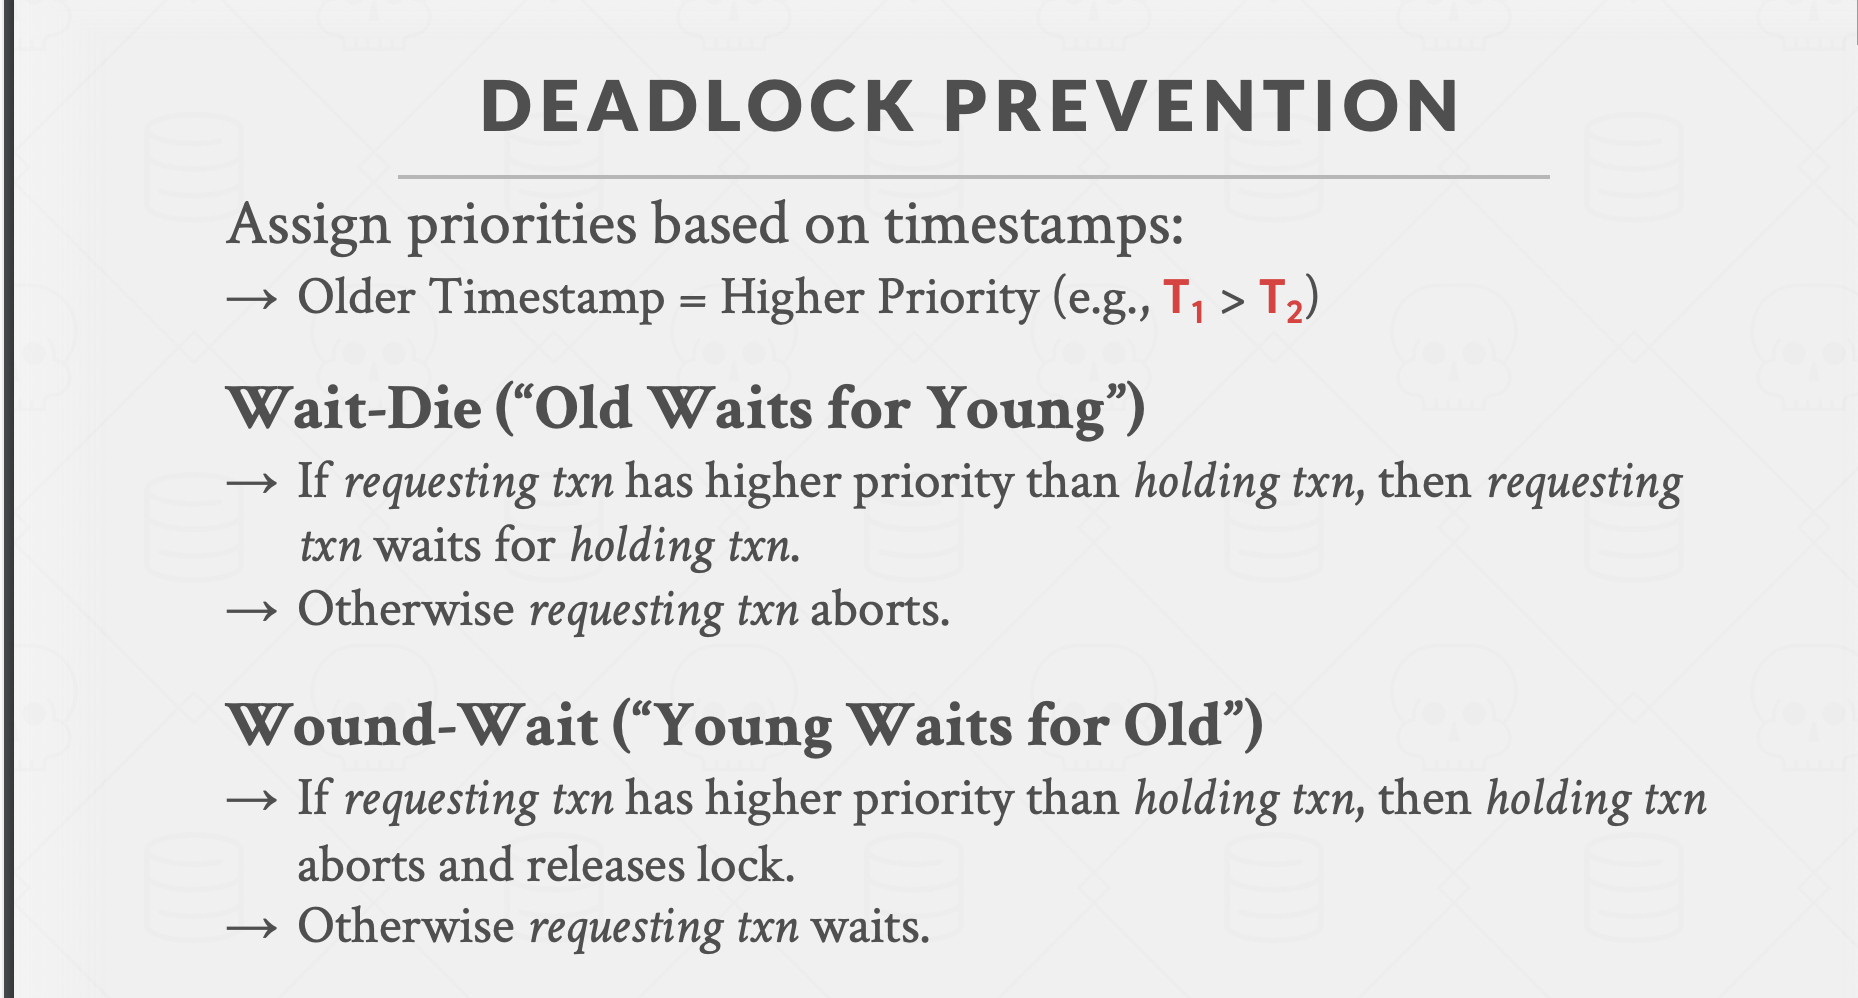 DEADLOCK PREVENTION
Assign priorities based on timestamps:
→ Older Timestamp = Higher Priority (e.g., T₁ > T₂)
Wait-Die (“Old Waits for Young”)
→ If requesting txn has higher priority than holding txn, then requesting
txn waits for holding txn.
→ Otherwise requesting txn aborts.
Wound-Wait (“Young Waits for Old”)
→ If requesting txn has higher priority than holding txn, then holding txn
aborts and releases lock.
→ Otherwise requesting txn waits.